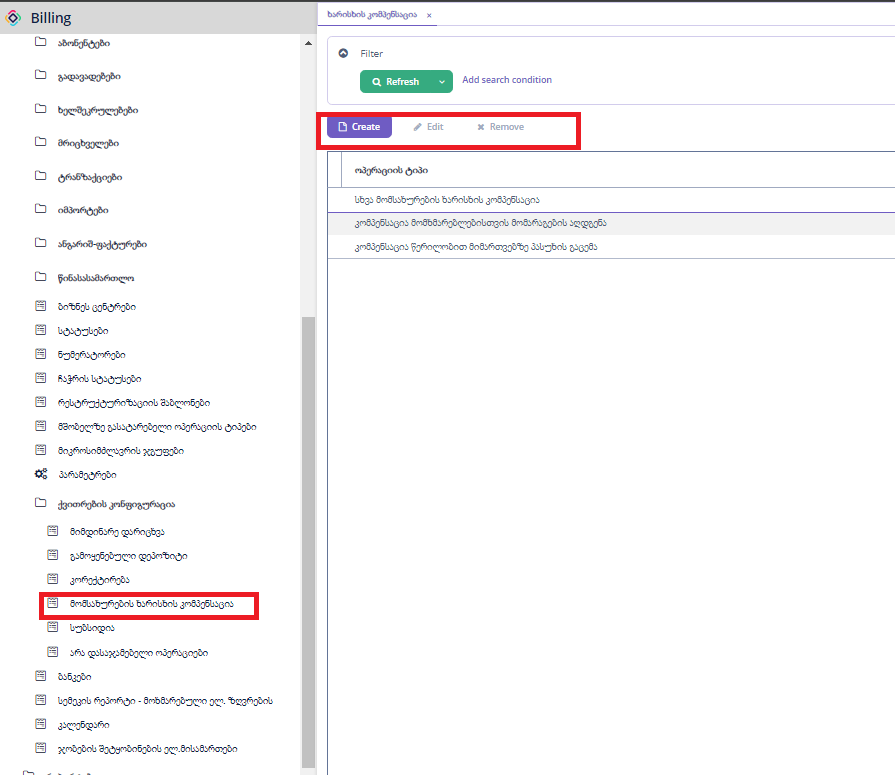 Billing
აბონენტები
გადავადებები
ხელშეკრულებები
მრიცხველები
ტრანზაქციები
იმპორტები
ანგარიშ-ფაქტურები
წინასასამართლო
ბიზნეს ცენტრები
სტატუსები
ნუმერატორები
ჩაჭრის სტატუსები
რესტრუქტურიზაციის შაბლონები
მშობელზე გასატარებელი ოპერაციის ტიპები
მიკროსიმძლავრის ჯგუფები
პარამეტრები
ქვითრების კონფიგურაცია
მიმდინარე დარიცხვა
გამოყენებული დეპოზიტი
კორექტირება
მომსახურების ხარისხის კომპენსაცია
სუბსიდია
არა დასაჯამებელი ოპერაციები
ბანკები
სემეკის რეპორტი - მოხმარებული ელ. ზღვრების
კალენდარი
ჯობების შეტყობინების ელ.მისამართები
ხარისხის კომპენსაცია ×
Filter
Refresh Add search condition
Create Edit Remove
ოპერაციის ტიპი
სხვა მომსახურების ხარისხის კომპენსაცია
კომპენსაცია მომხმარებლებისთვის მომარაგების აღდგენა
კომპენსაცია წერილობით მიმართვებზე პასუხის გაცემა